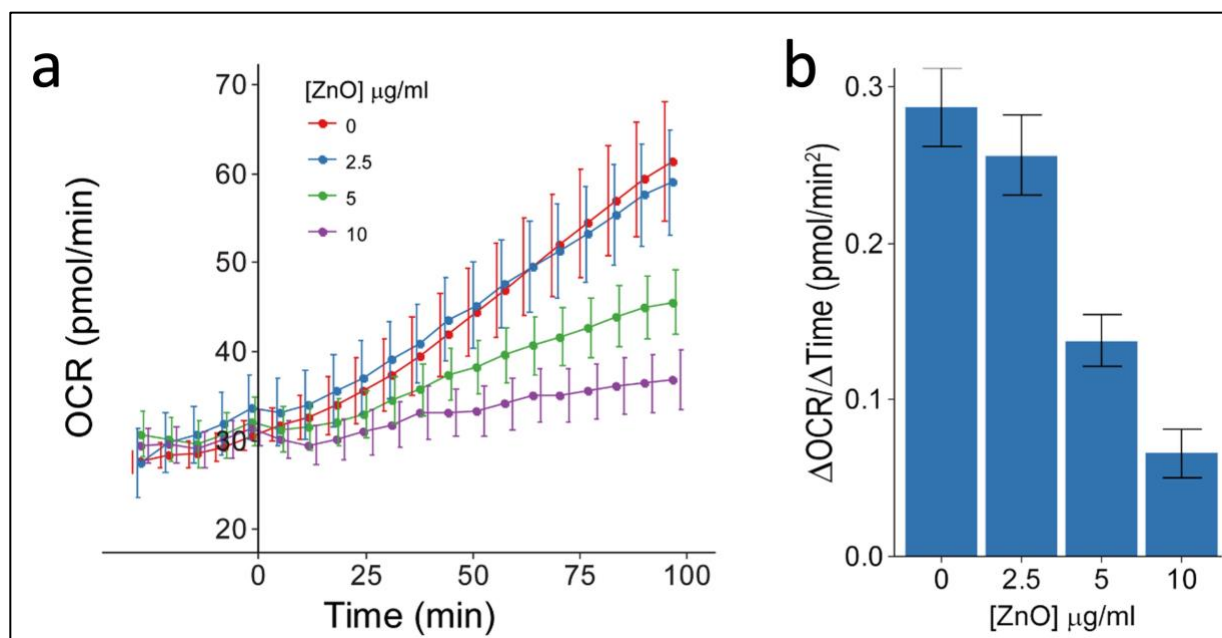 a
[ZnO] μg/ml
0
2.5
5
10
70
60
50
40
30
20
OCR (pmol/min)
0 25 50 75 100
Time (min)
b
0.3
0.2
0.1
0.0
ΔOCR/ΔTime (pmol/min²)
0 2.5 5 10
[ZnO] μg/ml